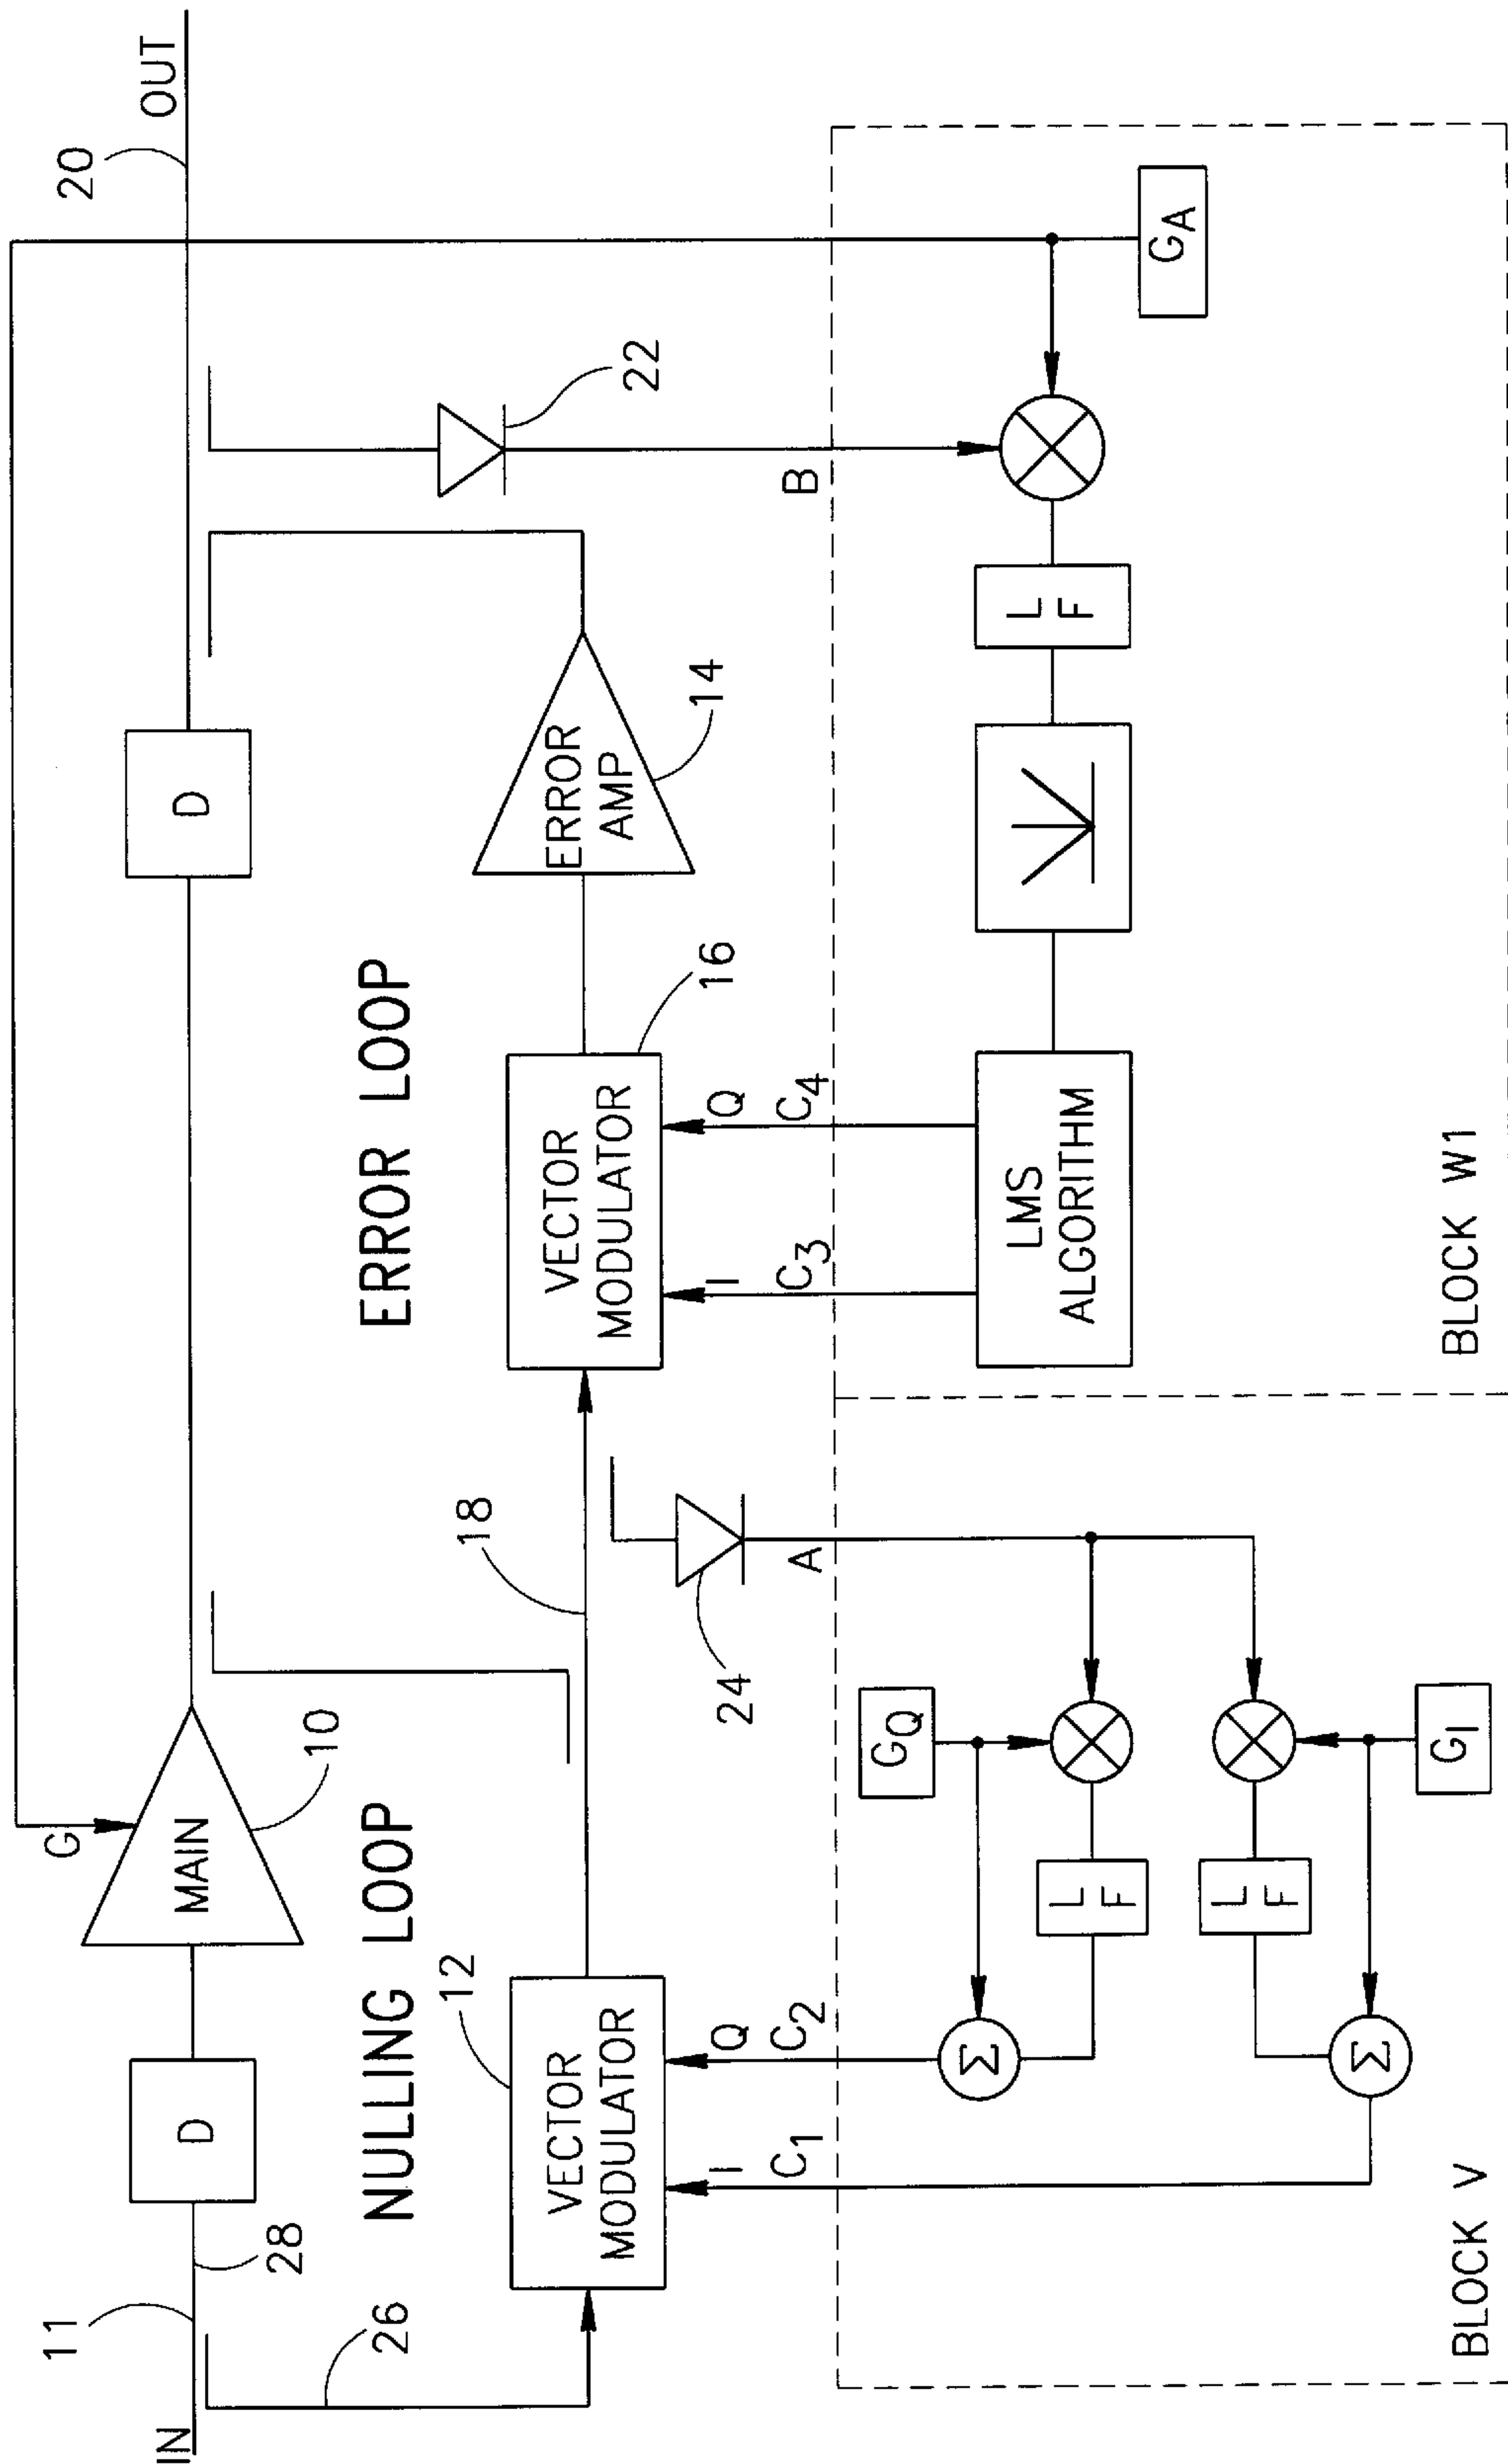 IN
11
28
D
MAIN
G
10
D
20
OUT
26
NULLING LOOP
ERROR LOOP
12
VECTOR
MODULATOR
18
VECTOR
MODULATOR
16
ERROR
AMP
14
22
I
Q
C1
C2
24
A
I
Q
C3
C4
B
GQ
Σ
LF
LF
Σ
GI
LMS
ALGORITHM
LF
GA
BLOCK V
BLOCK W1